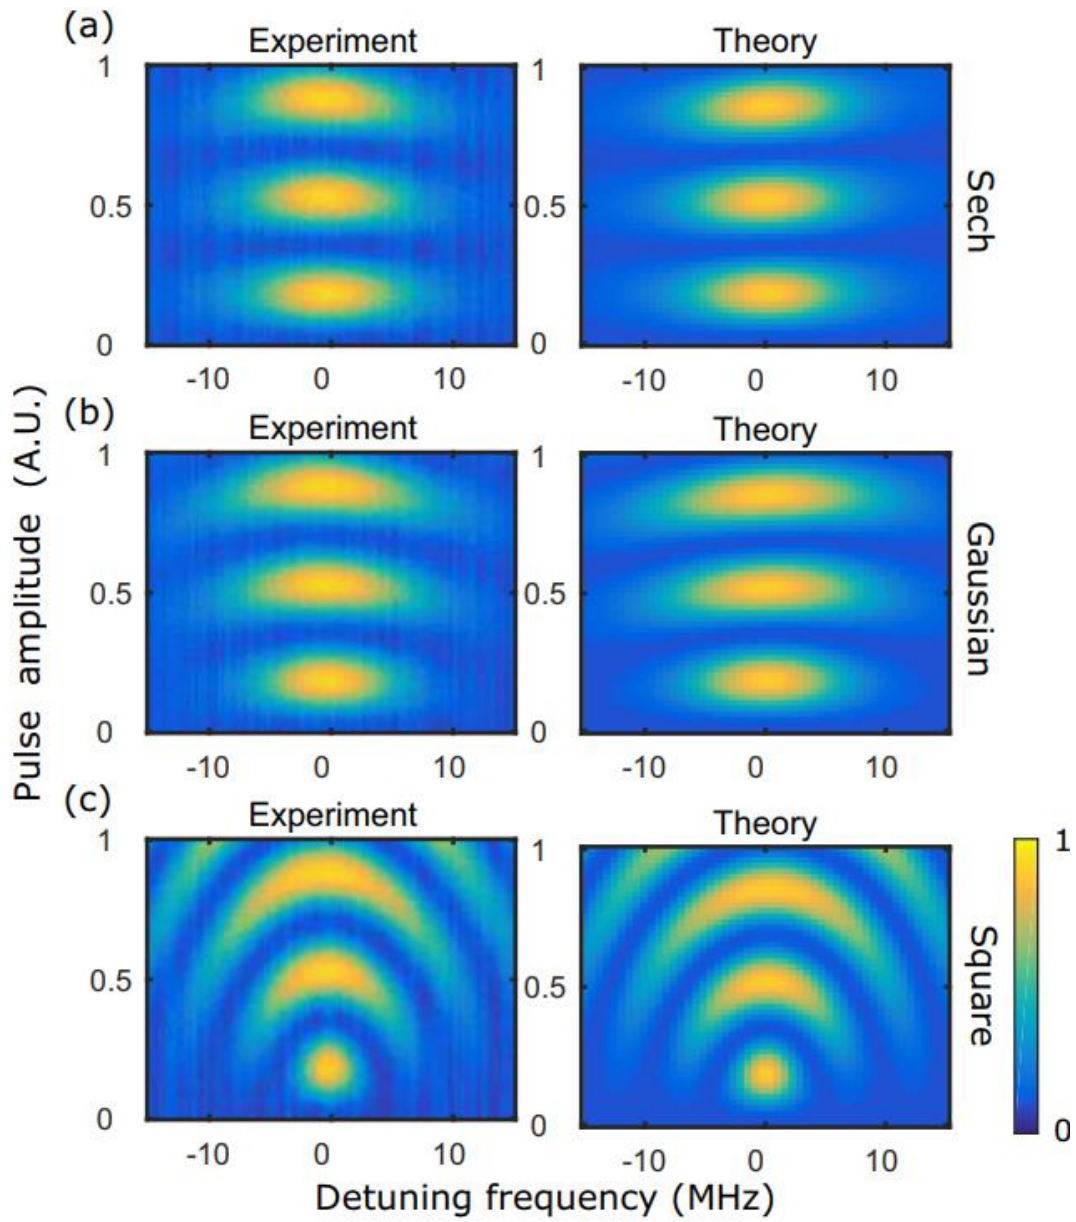 (a)
Experiment
Theory
1
0.5
0
1
0.5
0
-10 0 10
-10 0 10
Sech
(b)
Experiment
Theory
1
0.5
0
1
0.5
0
-10 0 10
-10 0 10
Gaussian
(c)
Experiment
Theory
1
0.5
0
1
0.5
0
-10 0 10
-10 0 10
Square
1
0
Pulse amplitude (A.U.)
Detuning frequency (MHz)